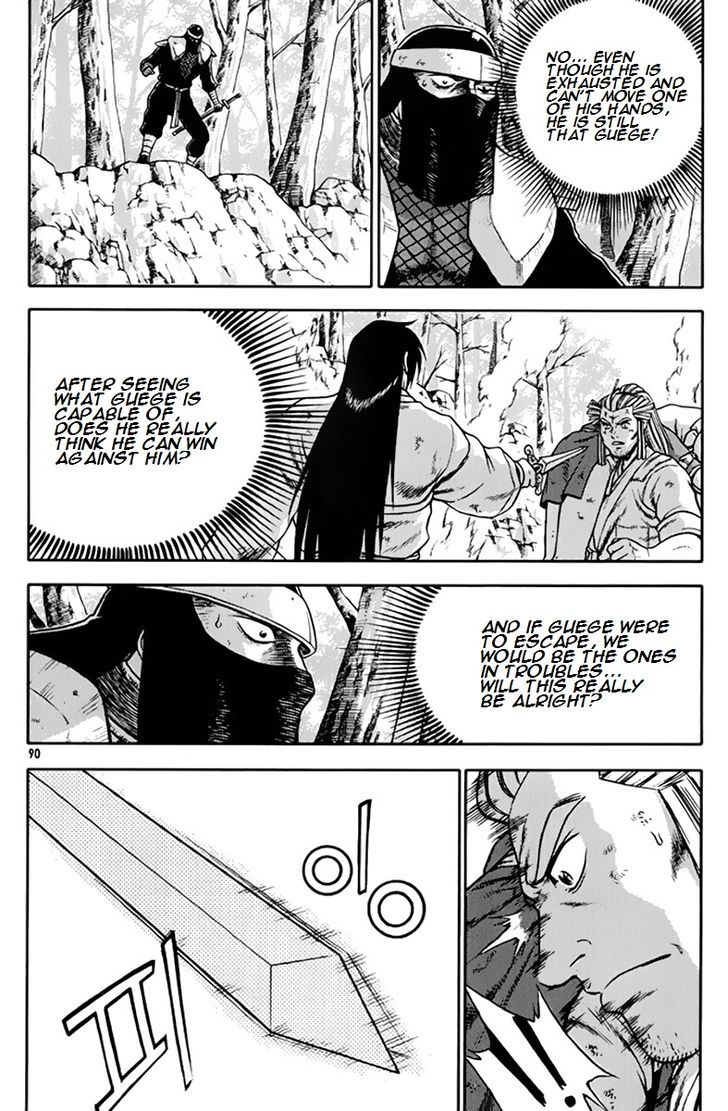 NO... EVEN
THOUGH HE IS
EXHAUSTED AND
CAN'T MOVE ONE
OF HIS HANDS,
HE IS STILL
THAT GUEGE!
AFTER SEEING
WHAT GUEGE IS
CAPABLE OF,
DOES HE REALLY
THINK HE CAN WIN
AGAINST HIM?
AND IF GUEGE WERE
TO ESCAPE, WE
WOULD BE THE ONES
IN TROUBLES...
WILL THIS REALLY
BE ALRIGHT?
90
피잉
!!